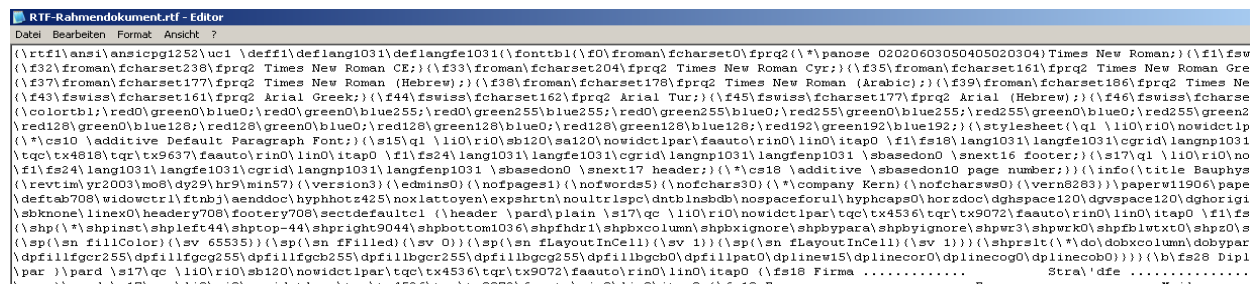 RTF-Rahmendokument.rtf - Editor
Datei Bearbeiten Format Ansicht ?
{\rtf1\ansi\ansicpg1252\uc1 \deff1\deflang1031\deflangfe1031{\fonttbl{\f0\froman\fcharset0\fprq2{\*\panose 02020603050405020304}Times New Roman;}{\f1\fsw
{\f32\froman\fcharset238\fprq2 Times New Roman CE;}{\f33\froman\fcharset204\fprq2 Times New Roman Cyr;}{\f35\froman\fcharset161\fprq2 Times New Roman Gre
{\f37\froman\fcharset177\fprq2 Times New Roman (Hebrew);}{\f38\froman\fcharset178\fprq2 Times New Roman (Arabic);}{\f39\froman\fcharset186\fprq2 Times Ne
{\f43\fswiss\fcharset161\fprq2 Arial Greek;}{\f44\fswiss\fcharset162\fprq2 Arial Tur;}{\f45\fswiss\fcharset177\fprq2 Arial (Hebrew);}{\f46\fswiss\fcharse
{\colortbl;\red0\green0\blue0;\red0\green0\blue255;\red0\green255\blue255;\red0\green255\blue0;\red255\green0\blue255;\red255\green0\blue0;\red255\green2
\red128\green0\blue128;\red128\green0\blue0;\red128\green128\blue0;\red128\green128\blue128;\red192\green192\blue192;}{\stylesheet{\ql \li0\ri0\nowidctlp
{\*\cs10 \additive Default Paragraph Font;}{\s15\ql \li0\ri0\sb120\sa120\nowidctlpar\faauto\rin0\lin0\itap0 \f1\fs18\lang1031\langfe1031\cgrid\langnp1031
\tqc\tx4818\tqr\tx9637\faauto\rin0\lin0\itap0 \f1\fs24\lang1031\langfe1031\cgrid\langnp1031\langfenp1031 \sbasedon0 \snext16 footer;}{\s17\ql \li0\ri0\no
\f1\fs24\lang1031\langfe1031\cgrid\langnp1031\langfenp1031 \sbasedon0 \snext17 header;}{\*\cs18 \additive \sbasedon10 page number;}}{\info{\title Bauphys
{\revtim\yr2003\mo8\dy29\hr9\min57}{\version3}{\edmins0}{\nofpages1}{\nofwords5}{\nofchars30}{\*\company Kern}{\nofcharsws0}{\vern8283}}\paperw11906\pape
\deftab708\widowctrl\ftnbj\aenddoc\hyphhotz425\noxlattoyen\expshrtn\noultrlspc\dntblnsbdb\nospaceforul\hyphcaps0\horzdoc\dghspace120\dgvspace120\dghorigi
\sbknone\linex0\headery708\footery708\sectdefaultcl {\header \pard\plain \s17\qc \li0\ri0\nowidctlpar\tqc\tx4536\tqr\tx9072\faauto\rin0\lin0\itap0 \f1\fs
{\shp{\*\shpinst\shpleft44\shptop-44\shpright9044\shpbottom1036\shpfhdr1\shpbxcolumn\shpbxignore\shpbypara\shpbyignore\shpwr3\shpwrk0\shpfblwtxt0\shpz0\s
{\sp{\sn fillColor}{\sv 65535}}{\sp{\sn fFilled}{\sv 0}}{\sp{\sn fLayoutInCell}{\sv 1}}{\sp{\sn fLayoutInCell}{\sv 1}}}{\shprslt{\*\do\dobxcolumn\dobypar
\dpfillfgcr255\dpfillfgcg255\dpfillfgcb255\dpfillbgcr255\dpfillbgcg255\dpfillbgcb0\dpfillpat0\dplinew15\dplinecor0\dplinecog0\dplinecob0}}}}{\b\fs28 Dipl
\par }\pard \s17\qc \li0\ri0\sb120\nowidctlpar\tqc\tx4536\tqr\tx9072\faauto\rin0\lin0\itap0 {\fs18 Firma ............. Stra\'dfe ...............